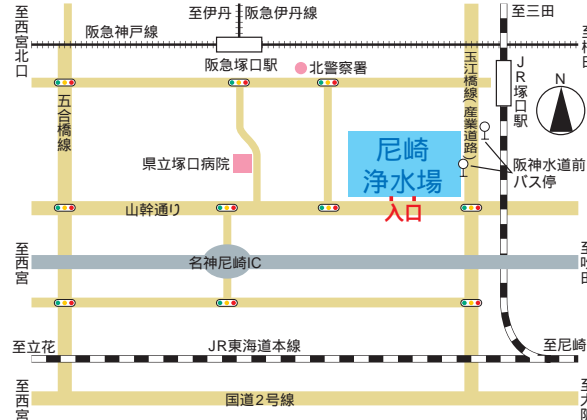 至西宮北口
阪急神戸線
至伊丹
阪急伊丹線
至三田
阪急塚口駅
北警察署
玉江橋線(産業道路)
JR塚口駅
N
五合橋線
県立塚口病院
尼崎
浄水場
阪神水道前
バス停
山幹通り
入口
至西宮
名神尼崎IC
至吹田
至立花
JR東海道本線
至尼崎
至西宮
国道2号線